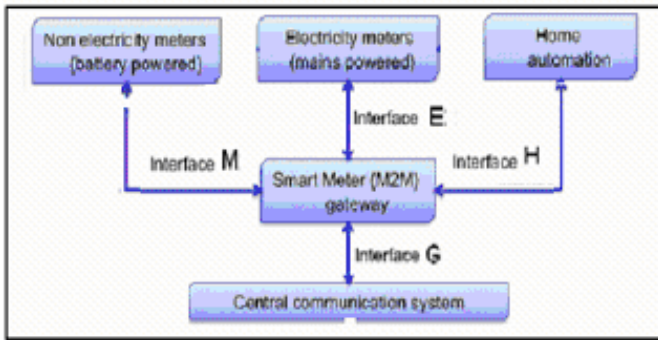 Non electricity meters
(battery powered)
Electricity meters
(mains powered)
Home
automation
Interface E
Interface M
Interface H
Smart Meter (M2M)
gateway
Interface G
Central communication system